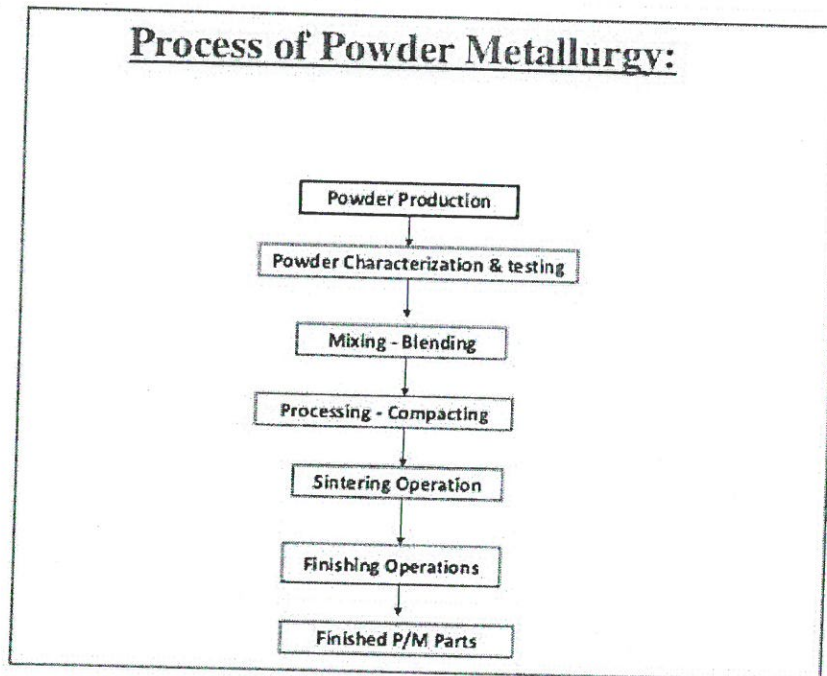 Process of Powder Metallurgy:
Powder Production
Powder Characterization & testing
Mixing - Blending
Processing - Compacting
Sintering Operation
Finishing Operations
Finished P/M Parts